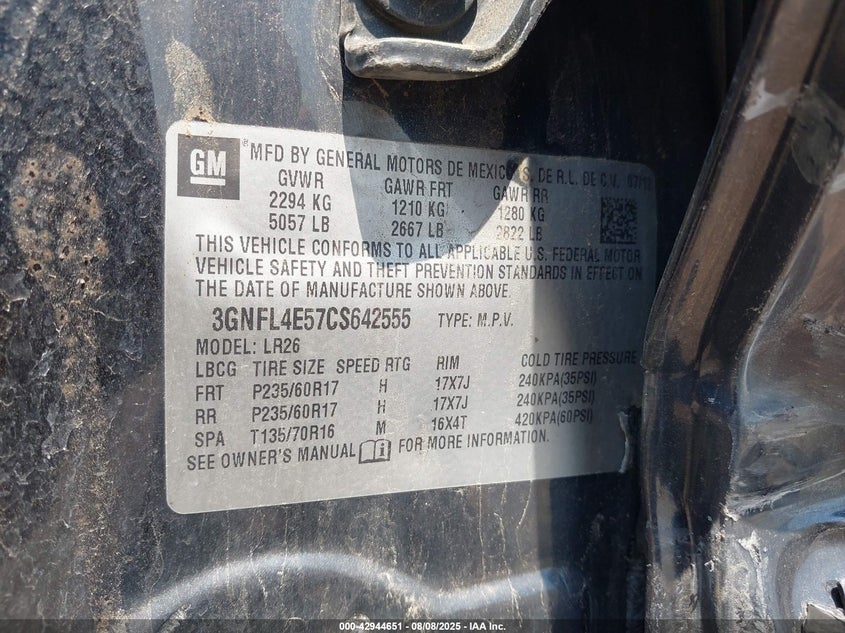 GM ® MFD BY GENERAL MOTORS DE MEXICO S. DE R.L. DE C.V. 07/12
GVWR GAWR FRT GAWR RR
2294 KG 1210 KG 1280 KG
5057 LB 2667 LB 2822 LB
THIS VEHICLE CONFORMS TO ALL APPLICABLE U.S. FEDERAL MOTOR
VEHICLE SAFETY AND THEFT PREVENTION STANDARDS IN EFFECT ON
THE DATE OF MANUFACTURE SHOWN ABOVE.
3GNFL4E57CS642555 TYPE: M.P.V.
MODEL: LR26
LBCG TIRE SIZE SPEED RTG RIM COLD TIRE PRESSURE
FRT P235/60R17 H 17X7J 240KPA(35PSI)
RR P235/60R17 H 17X7J 240KPA(35PSI)
SPA T135/70R16 M 16X4T 420KPA(60PSI)
SEE OWNER'S MANUAL FOR MORE INFORMATION.
000-42944651 | 08/08/2025 - IAA Inc.